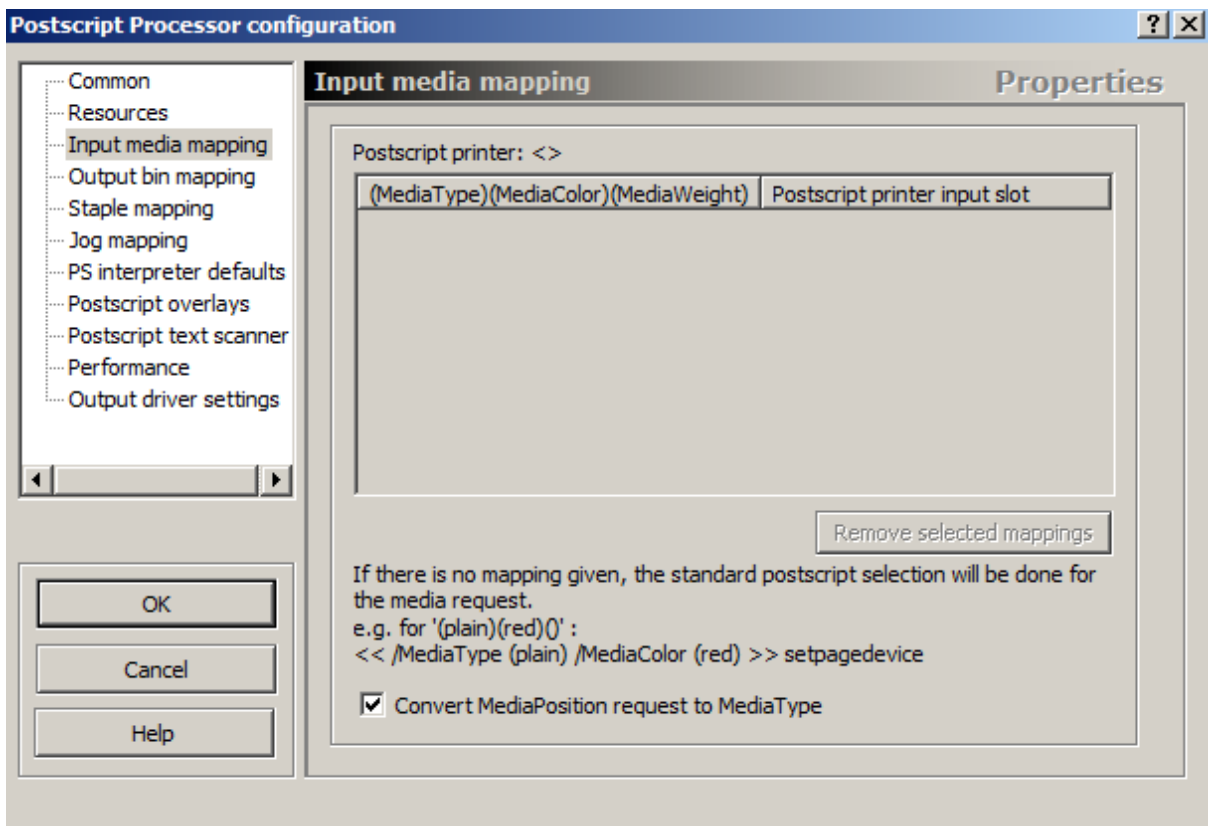 Postscript Processor configuration
Common
Resources
Input media mapping
Output bin mapping
Staple mapping
Jog mapping
PS interpreter defaults
Postscript overlays
Postscript text scanner
Performance
Output driver settings
OK
Cancel
Help
Input media mapping Properties
Postscript printer: <>
(MediaType)(MediaColor)(MediaWeight) Postscript printer input slot
Remove selected mappings
If there is no mapping given, the standard postscript selection will be done for
the media request.
e.g. for '(plain)(red)()' :
<< /MediaType (plain) /MediaColor (red) >> setpagedevice
Convert MediaPosition request to MediaType